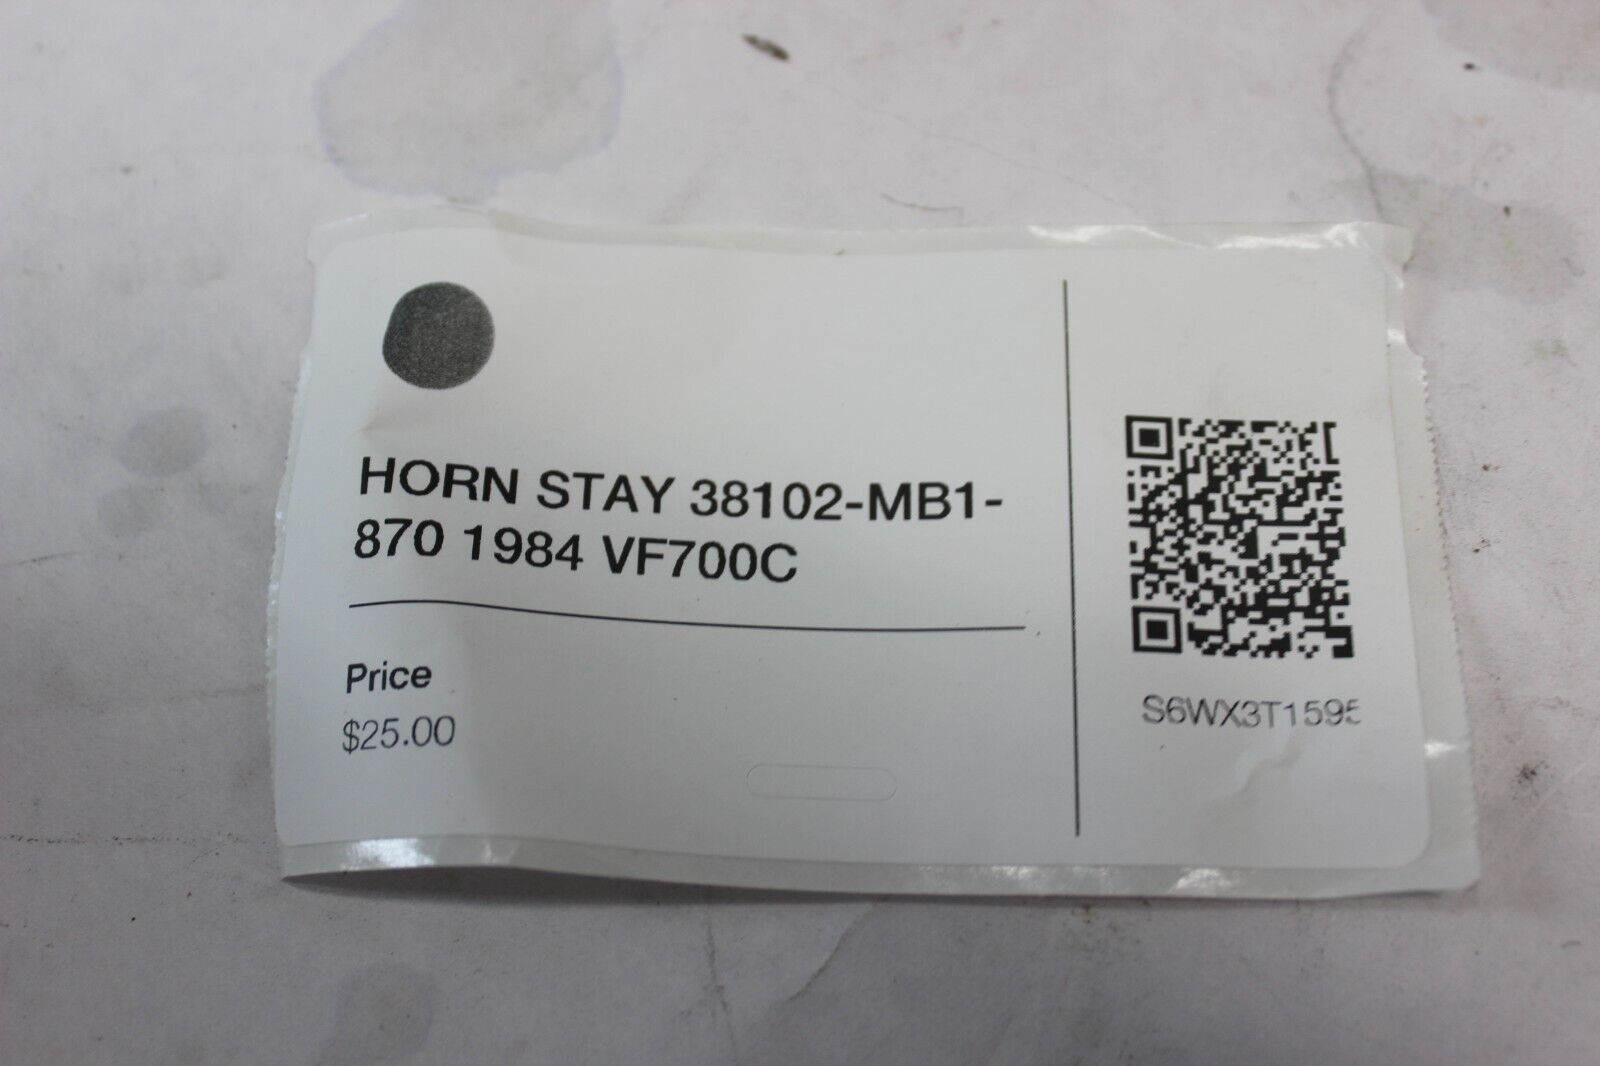 HORN STAY 38102-MB1-
870 1984 VF700C
Price
$25.00
S6WX3T1595